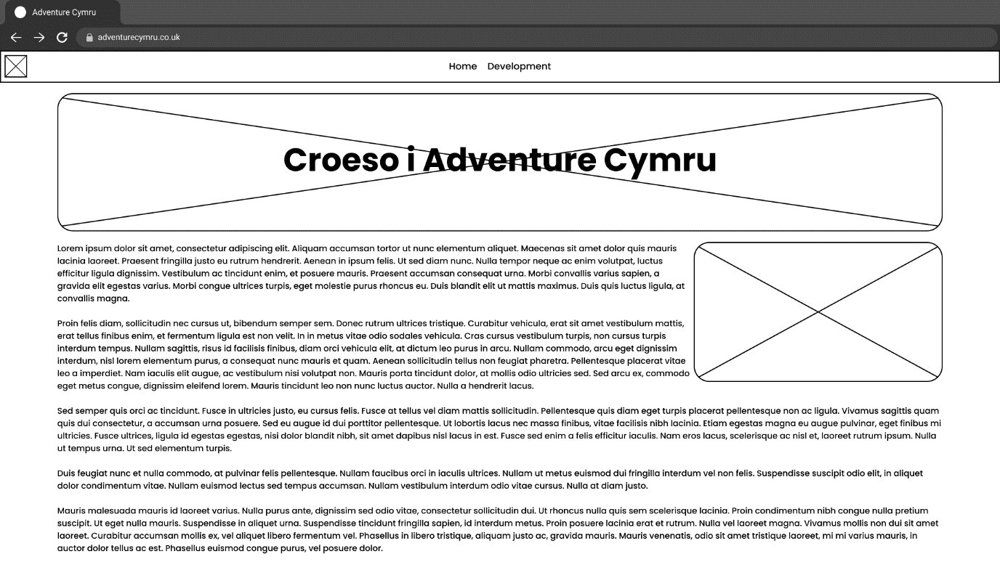 Adventure Cymru
adventurecymru.co.uk
Home Development
Croeso i Adventure Cymru
Lorem ipsum dolor sit amet, consectetur adipiscing elit. Aliquam accumsan tortor ut nunc elementum aliquet. Maecenas sit amet dolor quis mauris
lacinia laoreet. Praesent fringilla justo eu rutrum hendrerit. Aenean in ipsum felis. Ut sed diam nunc. Nulla tempor neque ac enim volutpat, luctus
efficitur ligula dignissim. Vestibulum ac tincidunt enim, et posuere mauris. Praesent accumsan consequat urna. Morbi convallis varius sapien, a
gravida elit egestas varius. Morbi congue ultrices turpis, eget molestie purus rhoncus eu. Duis blandit elit ut mattis maximus. Duis quis luctus ligula, at
convallis magna.
Proin felis diam, sollicitudin nec cursus ut, bibendum semper sem. Donec rutrum ultrices tristique. Curabitur vehicula, erat sit amet vestibulum mattis,
erat tellus finibus enim, et fermentum ligula est non velit. In in metus vitae odio sodales vehicula. Cras cursus vestibulum turpis, non cursus turpis
interdum tempus. Nullam sagittis, risus id facilisis finibus, diam orci vehicula elit, at dictum leo purus in arcu. Nullam commodo, arcu eget dignissim
interdum, nisl lorem elementum purus, a consequat nunc mauris et quam. Aenean sollicitudin tellus non feugiat pharetra. Pellentesque placerat vitae
leo a imperdiet. Nam iaculis elit augue, ac vestibulum nisi volutpat non. Mauris porta tincidunt dolor, at mollis odio ultricies sed. Sed arcu ex, commodo
eget metus congue, dignissim eleifend lorem. Mauris tincidunt leo non nunc luctus auctor. Nulla a hendrerit lacus.
Sed semper quis orci ac tincidunt. Fusce in ultricies justo, eu cursus felis. Fusce at tellus vel diam mattis sollicitudin. Pellentesque quis diam eget turpis placerat pellentesque non ac ligula. Vivamus sagittis quam
quis dui consectetur, a accumsan urna posuere. Sed eu augue id dui porttitor pellentesque. Ut lobortis lacus nec massa finibus, vitae facilisis nibh lacinia. Etiam egestas magna eu augue pulvinar, eget finibus mi
ultricies. Fusce ultrices, ligula id egestas egestas, nisi dolor blandit nibh, sit amet dapibus nisl lacus in est. Fusce sed enim a felis efficitur iaculis. Nam eros lacus, scelerisque ac nisl et, laoreet rutrum ipsum. Nulla
ut tempus urna. Ut sed elementum turpis.
Duis feugiat nunc et nulla commodo, at pulvinar felis pellentesque. Nullam faucibus orci in iaculis ultrices. Nullam ut metus euismod dui fringilla interdum vel non felis. Suspendisse suscipit odio elit, in aliquet
dolor condimentum vitae. Nullam euismod lectus sed tempus accumsan. Nullam vestibulum interdum odio vitae cursus. Nulla at diam justo.
Mauris malesuada mauris id laoreet varius. Nulla purus ante, dignissim sed odio vitae, consectetur sollicitudin dui. Ut rhoncus nulla quis sem scelerisque lacinia. Proin condimentum nibh congue nulla pretium
suscipit. Ut eget nulla mauris. Suspendisse in aliquet urna. Suspendisse tincidunt fringilla sapien, id interdum metus. Proin posuere lacinia erat et rutrum. Nulla vel laoreet magna. Vivamus mollis non dui sit amet
laoreet. Curabitur accumsan mollis ex, vel aliquet libero fermentum vel. Phasellus in libero tristique, aliquam justo ac, gravida mauris. Mauris venenatis, odio sit amet tristique laoreet, mi mi varius mauris, in
auctor dolor tellus ac est. Phasellus euismod congue purus, vel posuere dolor.